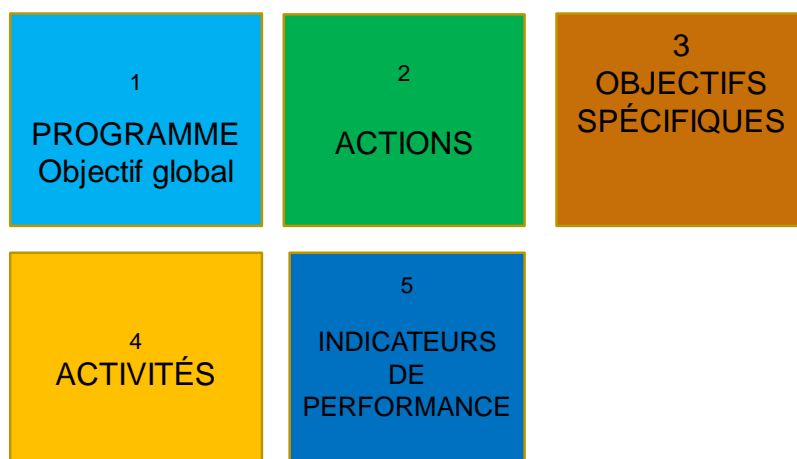 1
PROGRAMME
Objectif global
2
ACTIONS
3
OBJECTIFS
SPÉCIFIQUES
4
ACTIVITÉS
5
INDICATEURS
DE
PERFORMANCE